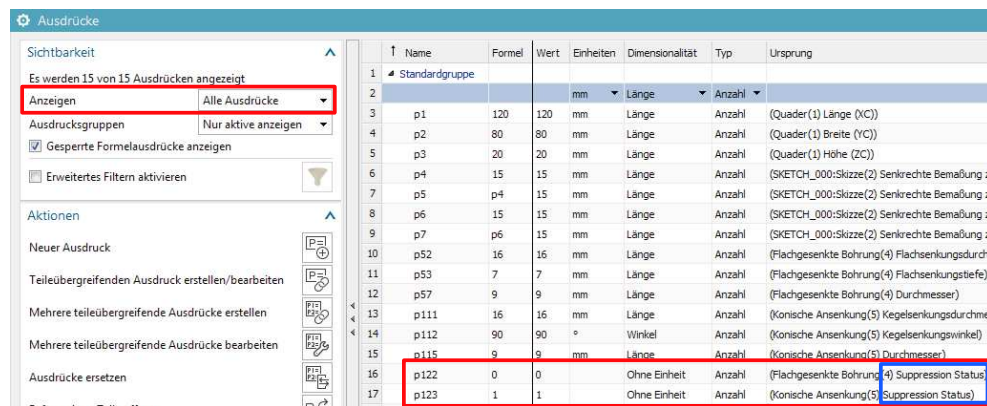 Ausdrücke
Sichtbarkeit
Es werden 15 von 15 Ausdrücken angezeigt
Anzeigen Alle Ausdrücke
Ausdrucksgruppen Nur aktive anzeigen
Gesperrte Formelausdrücke anzeigen
Erweitertes Filtern aktivieren
Aktionen
Neuer Ausdruck
Teileübergreifenden Ausdruck erstellen/bearbeiten
Mehrere teileübergreifende Ausdrücke erstellen
Mehrere teileübergreifende Ausdrücke bearbeiten
Ausdrücke ersetzen
↑ Name Formel Wert Einheiten Dimensionalität Typ Ursprung
1 Standardgruppe
2 mm Länge Anzahl
3 p1 120 120 mm Länge Anzahl (Quader(1) Länge (XC))
4 p2 80 80 mm Länge Anzahl (Quader(1) Breite (YC))
5 p3 20 20 mm Länge Anzahl (Quader(1) Höhe (ZC))
6 p4 15 15 mm Länge Anzahl (SKETCH_000:Skizze(2) Senkrechte Bemaßung z
7 p5 p4 15 mm Länge Anzahl (SKETCH_000:Skizze(2) Senkrechte Bemaßung z
8 p6 15 15 mm Länge Anzahl (SKETCH_000:Skizze(2) Senkrechte Bemaßung z
9 p7 p6 15 mm Länge Anzahl (SKETCH_000:Skizze(2) Senkrechte Bemaßung z
10 p52 16 16 mm Länge Anzahl (Flachgesenkte Bohrung(4) Flachsenkungsdurch
11 p53 7 7 mm Länge Anzahl (Flachgesenkte Bohrung(4) Flachsenkungstiefe)
12 p57 9 9 mm Länge Anzahl (Flachgesenkte Bohrung(4) Durchmesser)
13 p111 16 16 mm Länge Anzahl (Konische Ansenkung(5) Kegelsenkungsdurchme
14 p112 90 90 ° Winkel Anzahl (Konische Ansenkung(5) Kegelsenkungswinkel)
15 p115 9 9 mm Länge Anzahl (Konische Ansenkung(5) Durchmesser)
16 p122 0 0 Ohne Einheit Anzahl (Flachgesenkte Bohrung(4) Suppression Status)
17 p123 1 1 Ohne Einheit Anzahl (Konische Ansenkung(5) Suppression Status)